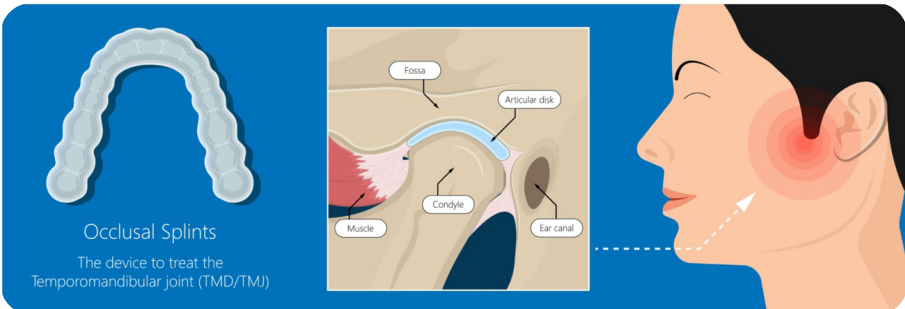 Occlusal Splints
The device to treat the
Temporomandibular joint (TMD/TMJ)
Fossa
Articular disk
Condyle
Muscle
Ear canal